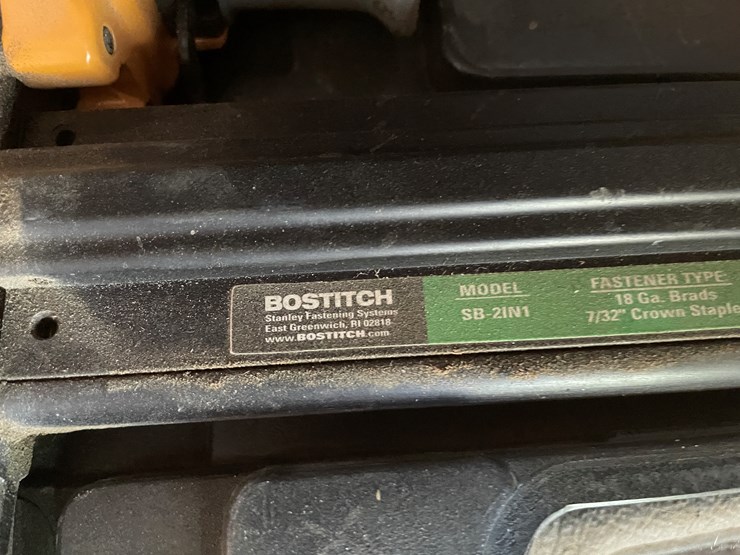 BOSTITCH
Stanley Fastening Systems
East Greenwich, RI 02818
www.BOSTITCH.com
MODEL
SB-2IN1
FASTENER TYPE
18 Ga. Brads
7/32" Crown Staple